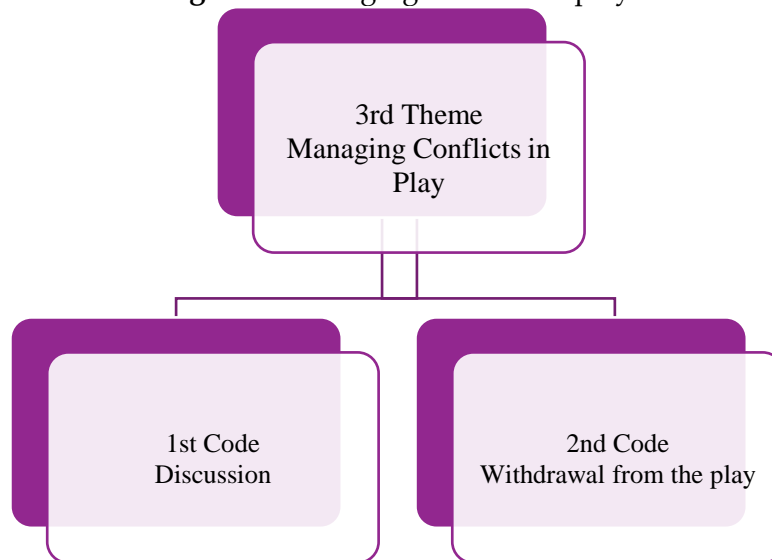 3rd Theme
Managing Conflicts in
Play
1st Code
Discussion
2nd Code
Withdrawal from the play